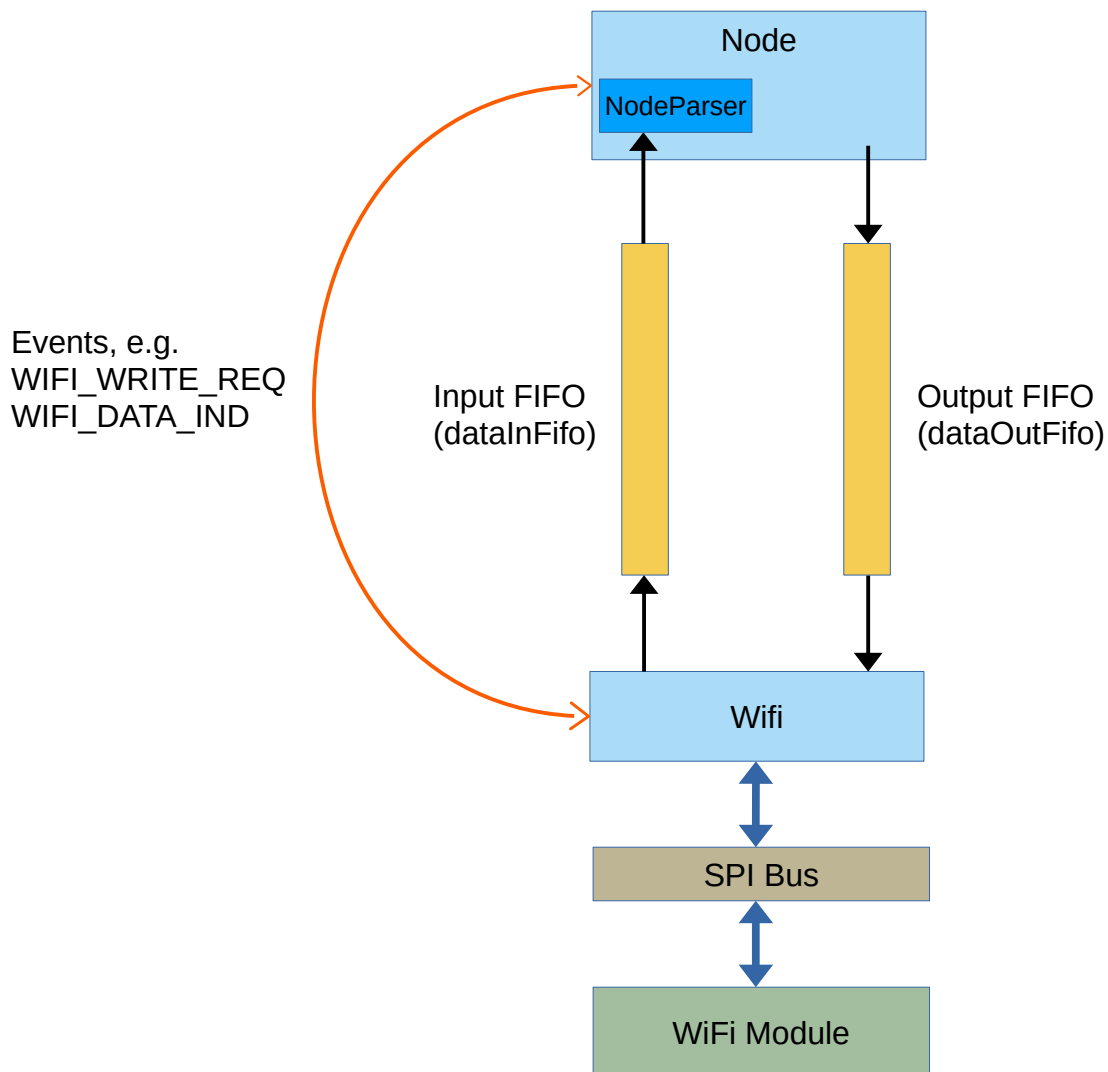 Node
NodeParser
Events, e.g.
WIFI_WRITE_REQ
WIFI_DATA_IND
Input FIFO
(dataInFifo)
Output FIFO
(dataOutFifo)
Wifi
SPI Bus
WiFi Module